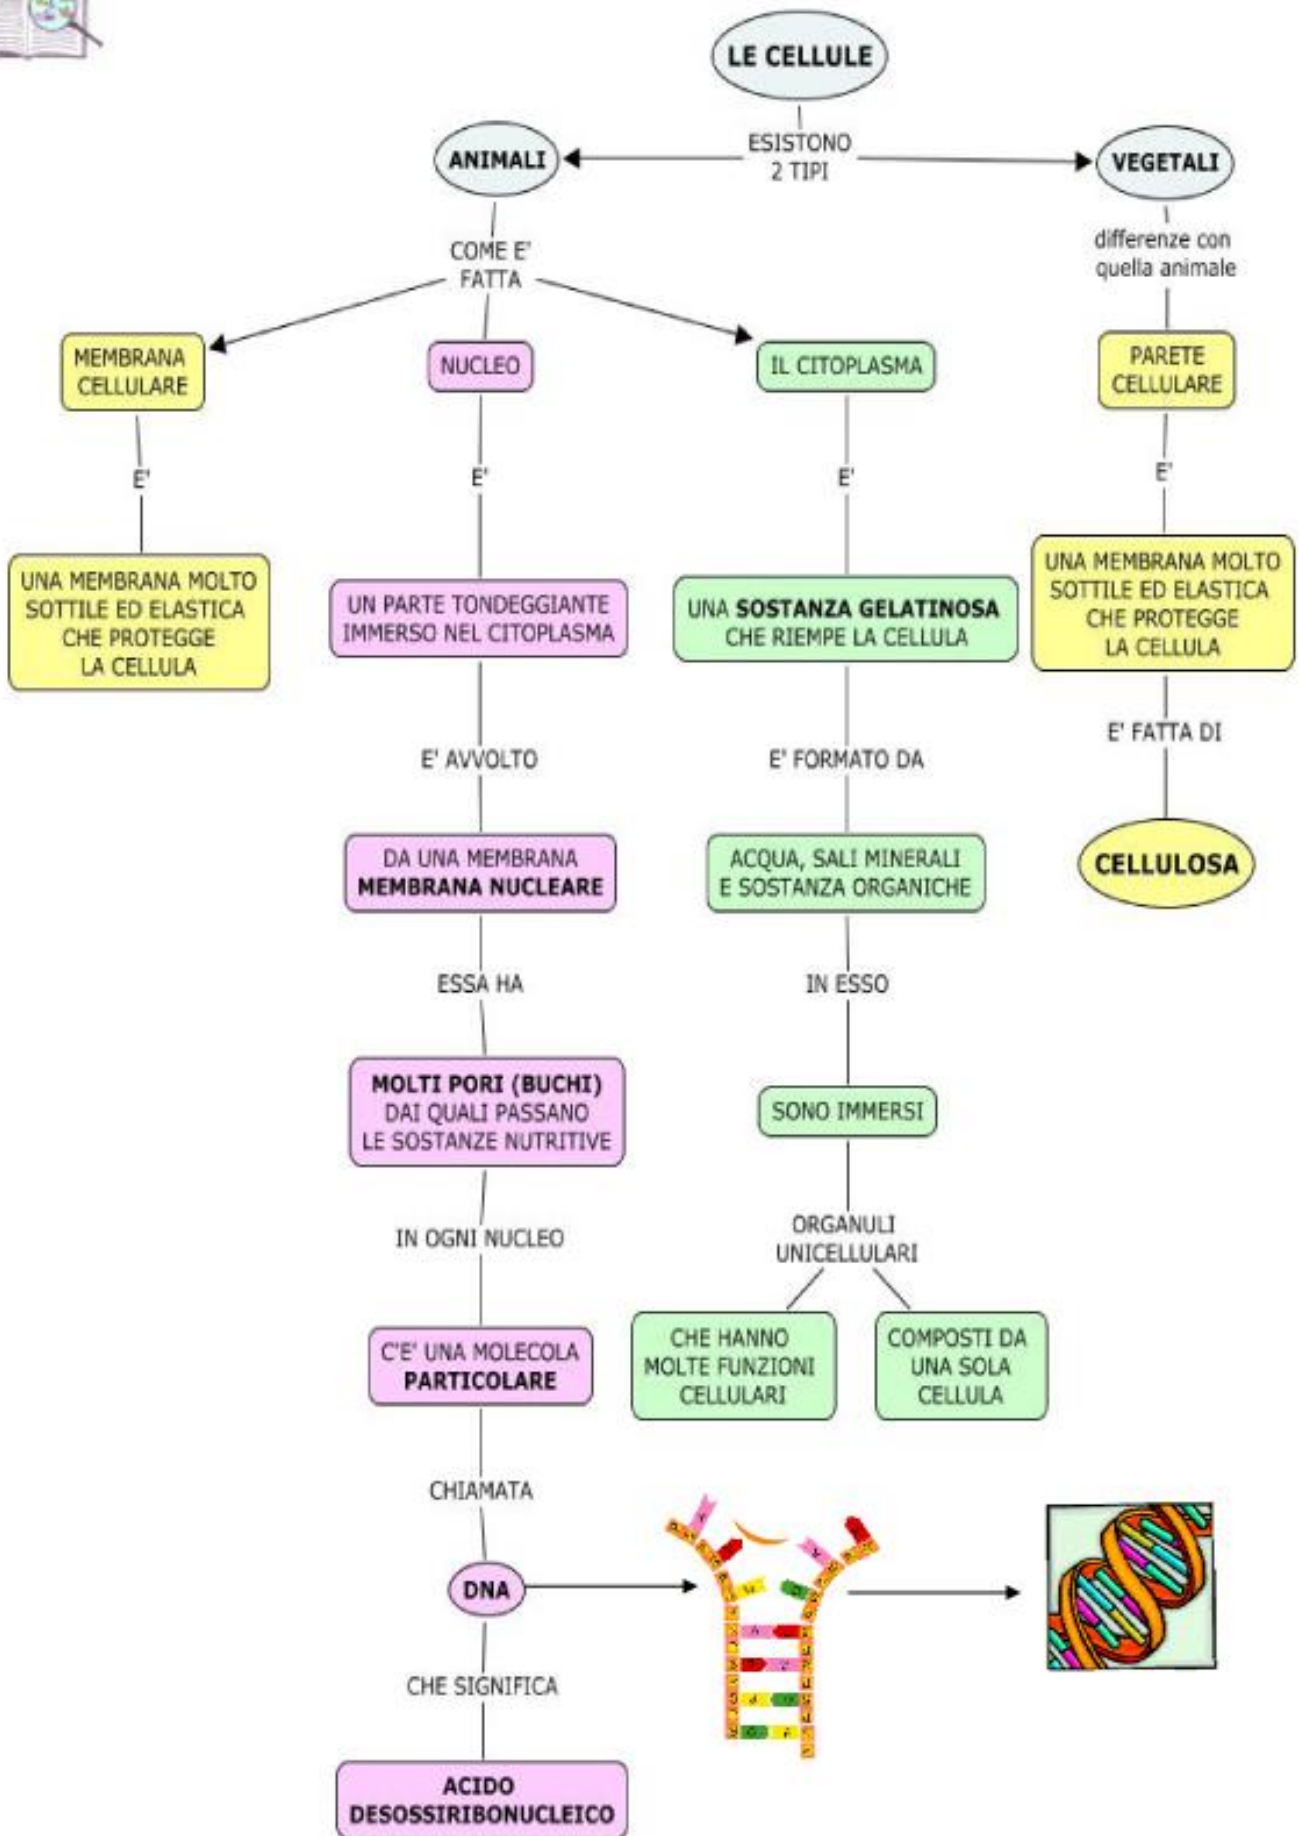 LE CELLULE
ESISTONO
2 TIPI
ANIMALI
VEGETALI
COME E'
FATTA
differenze con
quella animale
MEMBRANA
CELLULARE
NUCLEO
IL CITOPLASMA
PARETE
CELLULARE
E'
E'
E'
E'
UNA MEMBRANA MOLTO
SOTTILE ED ELASTICA
CHE PROTEGGE
LA CELLULA
UN PARTE TONDEGGIANTE
IMMERSO NEL CITOPLASMA
UNA SOSTANZA GELATINOSA
CHE RIEMPE LA CELLULA
UNA MEMBRANA MOLTO
SOTTILE ED ELASTICA
CHE PROTEGGE
LA CELLULA
E' AVVOLTO
E' FORMATO DA
E' FATTA DI
DA UNA MEMBRANA
MEMBRANA NUCLEARE
ACQUA, SALI MINERALI
E SOSTANZA ORGANICHE
CELLULOSA
ESSA HA
IN ESSO
MOLTI PORI (BUCHI)
DAI QUALI PASSANO
LE SOSTANZE NUTRITIVE
SONO IMMERSI
IN OGNI NUCLEO
ORGANULI
UNICELLULARI
C'E' UNA MOLECOLA
PARTICOLARE
CHE HANNO
MOLTE FUNZIONI
CELLULARI
COMPOSTI DA
UNA SOLA
CELLULA
CHIAMATA
DNA
CHE SIGNIFICA
ACIDO
DESOSSIRIBONUCLEICO